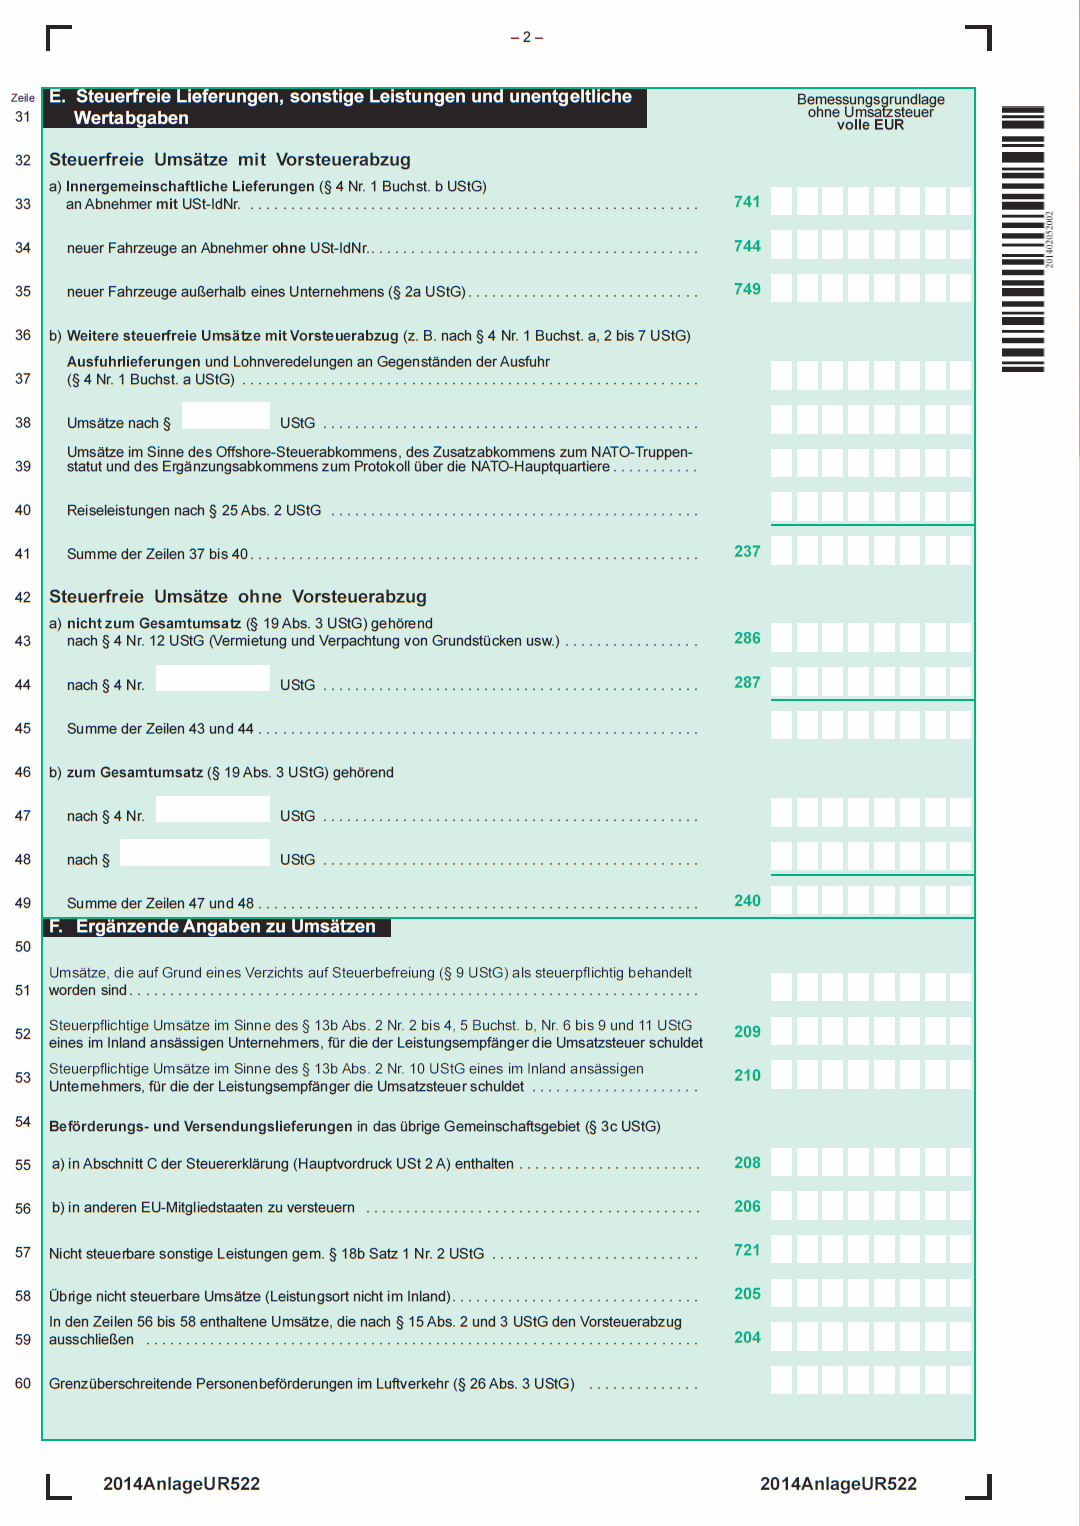 – 2 –
Zeile
E. Steuerfreie Lieferungen, sonstige Leistungen und unentgeltliche
31 Wertabgaben
Bemessungsgrundlage
ohne Umsatzsteuer
volle EUR
32 Steuerfreie Umsätze mit Vorsteuerabzug
a) Innergemeinschaftliche Lieferungen (§ 4 Nr. 1 Buchst. b UStG)
33 an Abnehmer mit USt-IdNr. 741
34 neuer Fahrzeuge an Abnehmer ohne USt-IdNr. 744
35 neuer Fahrzeuge außerhalb eines Unternehmens (§ 2a UStG) 749
36 b) Weitere steuerfreie Umsätze mit Vorsteuerabzug (z. B. nach § 4 Nr. 1 Buchst. a, 2 bis 7 UStG)
Ausfuhrlieferungen und Lohnveredelungen an Gegenständen der Ausfuhr
37 (§ 4 Nr. 1 Buchst. a UStG)
38 Umsätze nach § UStG
Umsätze im Sinne des Offshore-Steuerabkommens, des Zusatzabkommens zum NATO-Truppen-
39 statut und des Ergänzungsabkommens zum Protokoll über die NATO-Hauptquartiere
40 Reiseleistungen nach § 25 Abs. 2 UStG
41 Summe der Zeilen 37 bis 40 237
42 Steuerfreie Umsätze ohne Vorsteuerabzug
a) nicht zum Gesamtumsatz (§ 19 Abs. 3 UStG) gehörend
43 nach § 4 Nr. 12 UStG (Vermietung und Verpachtung von Grundstücken usw.) 286
44 nach § 4 Nr. UStG 287
45 Summe der Zeilen 43 und 44
46 b) zum Gesamtumsatz (§ 19 Abs. 3 UStG) gehörend
47 nach § 4 Nr. UStG
48 nach § UStG
49 Summe der Zeilen 47 und 48 240
F. Ergänzende Angaben zu Umsätzen
50
Umsätze, die auf Grund eines Verzichts auf Steuerbefreiung (§ 9 UStG) als steuerpflichtig behandelt
51 worden sind
Steuerpflichtige Umsätze im Sinne des § 13b Abs. 2 Nr. 2 bis 4, 5 Buchst. b, Nr. 6 bis 9 und 11 UStG
52 eines im Inland ansässigen Unternehmers, für die der Leistungsempfänger die Umsatzsteuer schuldet 209
Steuerpflichtige Umsätze im Sinne des § 13b Abs. 2 Nr. 10 UStG eines im Inland ansässigen
53 Unternehmers, für die der Leistungsempfänger die Umsatzsteuer schuldet 210
54 Beförderungs- und Versendungslieferungen in das übrige Gemeinschaftsgebiet (§ 3c UStG)
55 a) in Abschnitt C der Steuererklärung (Hauptvordruck USt 2 A) enthalten 208
56 b) in anderen EU-Mitgliedstaaten zu versteuern 206
57 Nicht steuerbare sonstige Leistungen gem. § 18b Satz 1 Nr. 2 UStG 721
58 Übrige nicht steuerbare Umsätze (Leistungsort nicht im Inland) 205
In den Zeilen 56 bis 58 enthaltene Umsätze, die nach § 15 Abs. 2 und 3 UStG den Vorsteuerabzug
59 ausschließen 204
60 Grenzüberschreitende Personenbeförderungen im Luftverkehr (§ 26 Abs. 3 UStG)
2014AnlageUR522 2014AnlageUR522
201402052002